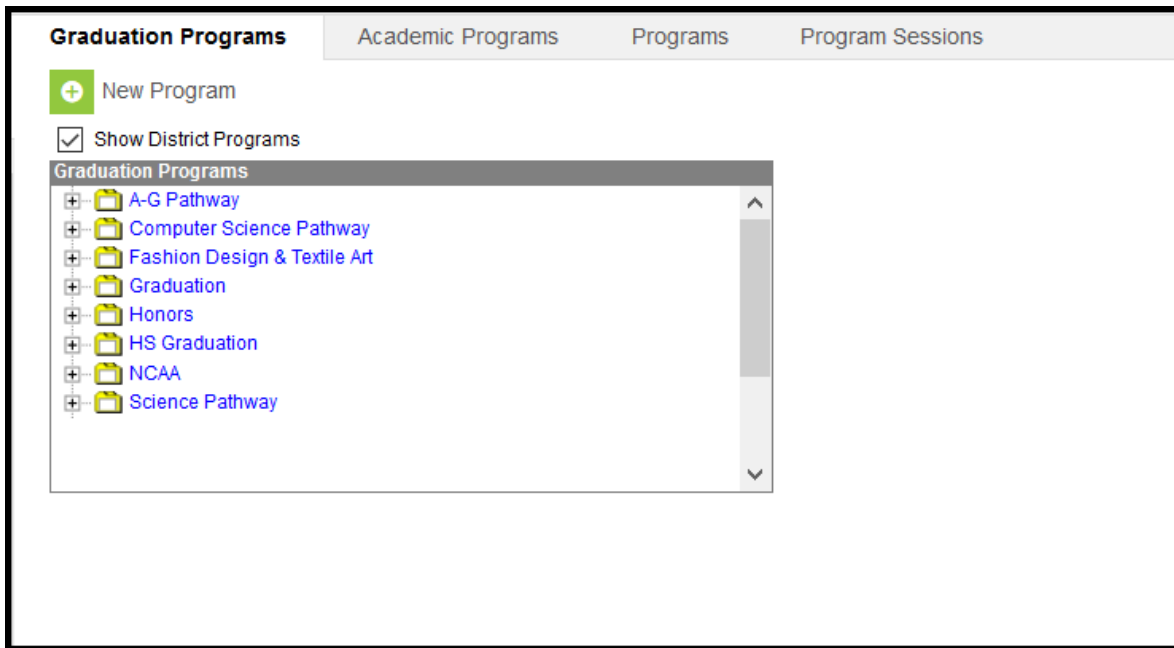 Graduation Programs Academic Programs Programs Program Sessions
New Program
Show District Programs
Graduation Programs
A-G Pathway
Computer Science Pathway
Fashion Design & Textile Art
Graduation
Honors
HS Graduation
NCAA
Science Pathway